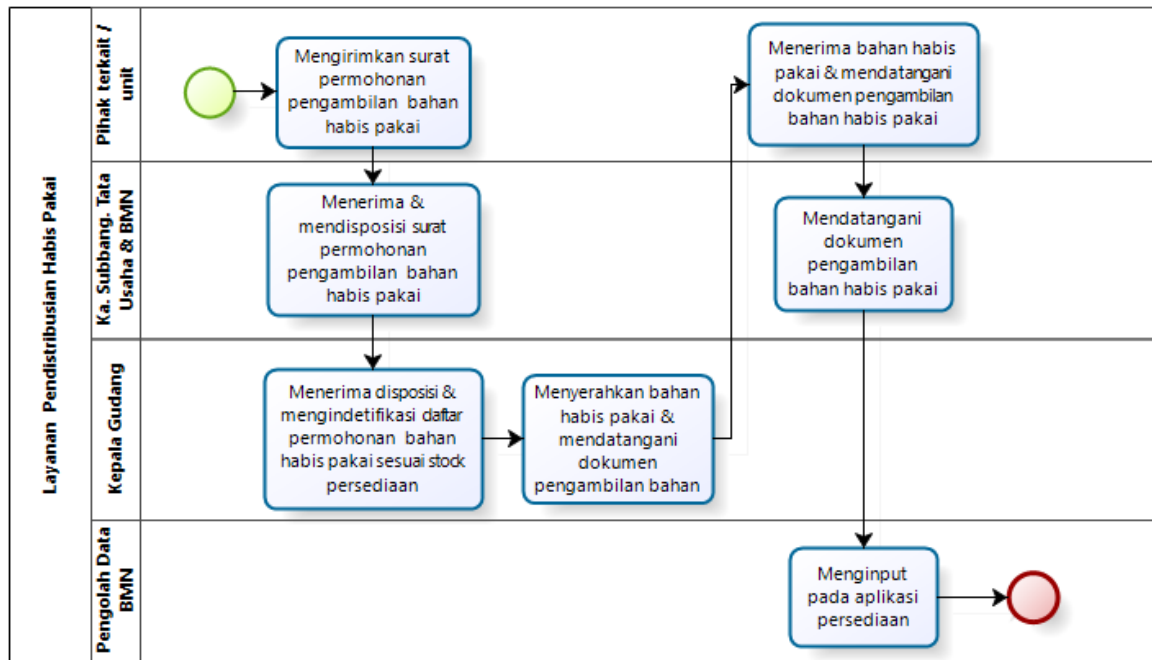 Layanan Pendistribusian Habis Pakai
Pihak terkait /
unit
Mengirimkan surat
permohonan
pengambilan bahan
habis pakai
Menerima bahan habis
pakai & mendatangani
dokumen pengambilan
bahan habis pakai
Ka. Subbang. Tata
Usaha & BMN
Menerima &
mendisposisi surat
permohonan
pengambilan bahan
habis pakai
Mendatangani
dokumen
pengambilan
bahan habis pakai
Kepala Gudang
Menerima disposisi &
mengindetifikasi daftar
permohonan bahan
habis pakai sesuai stock
persediaan
Menyerahkan bahan
habis pakai &
mendatangani
dokumen
pengambilan bahan
Pengolah Data
BMN
Menginput
pada aplikasi
persediaan